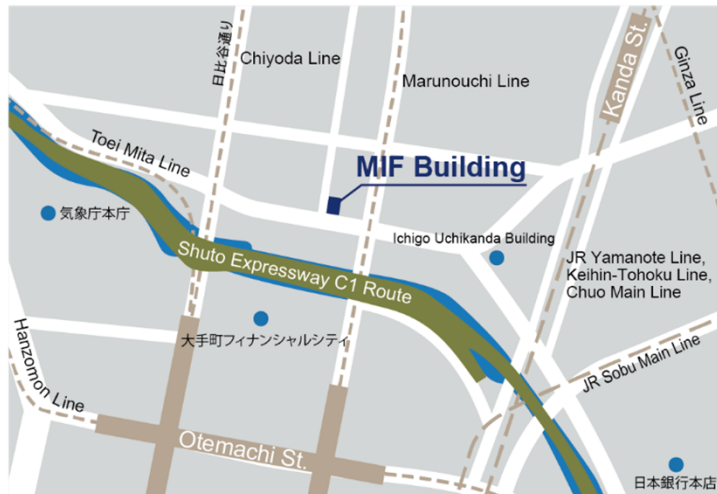 日比谷通り
Chiyoda Line
Marunouchi Line
Kanda St.
Ginza Line
Toei Mita Line
MIF Building
気象庁本庁
Ichigo Uchikanda Building
Shuto Expressway C1 Route
JR Yamanote Line,
Keihin-Tohoku Line,
Chuo Main Line
大手町フィナンシャルシティ
Hanzomon Line
JR Sobu Main Line
Otemachi St.
日本銀行本店